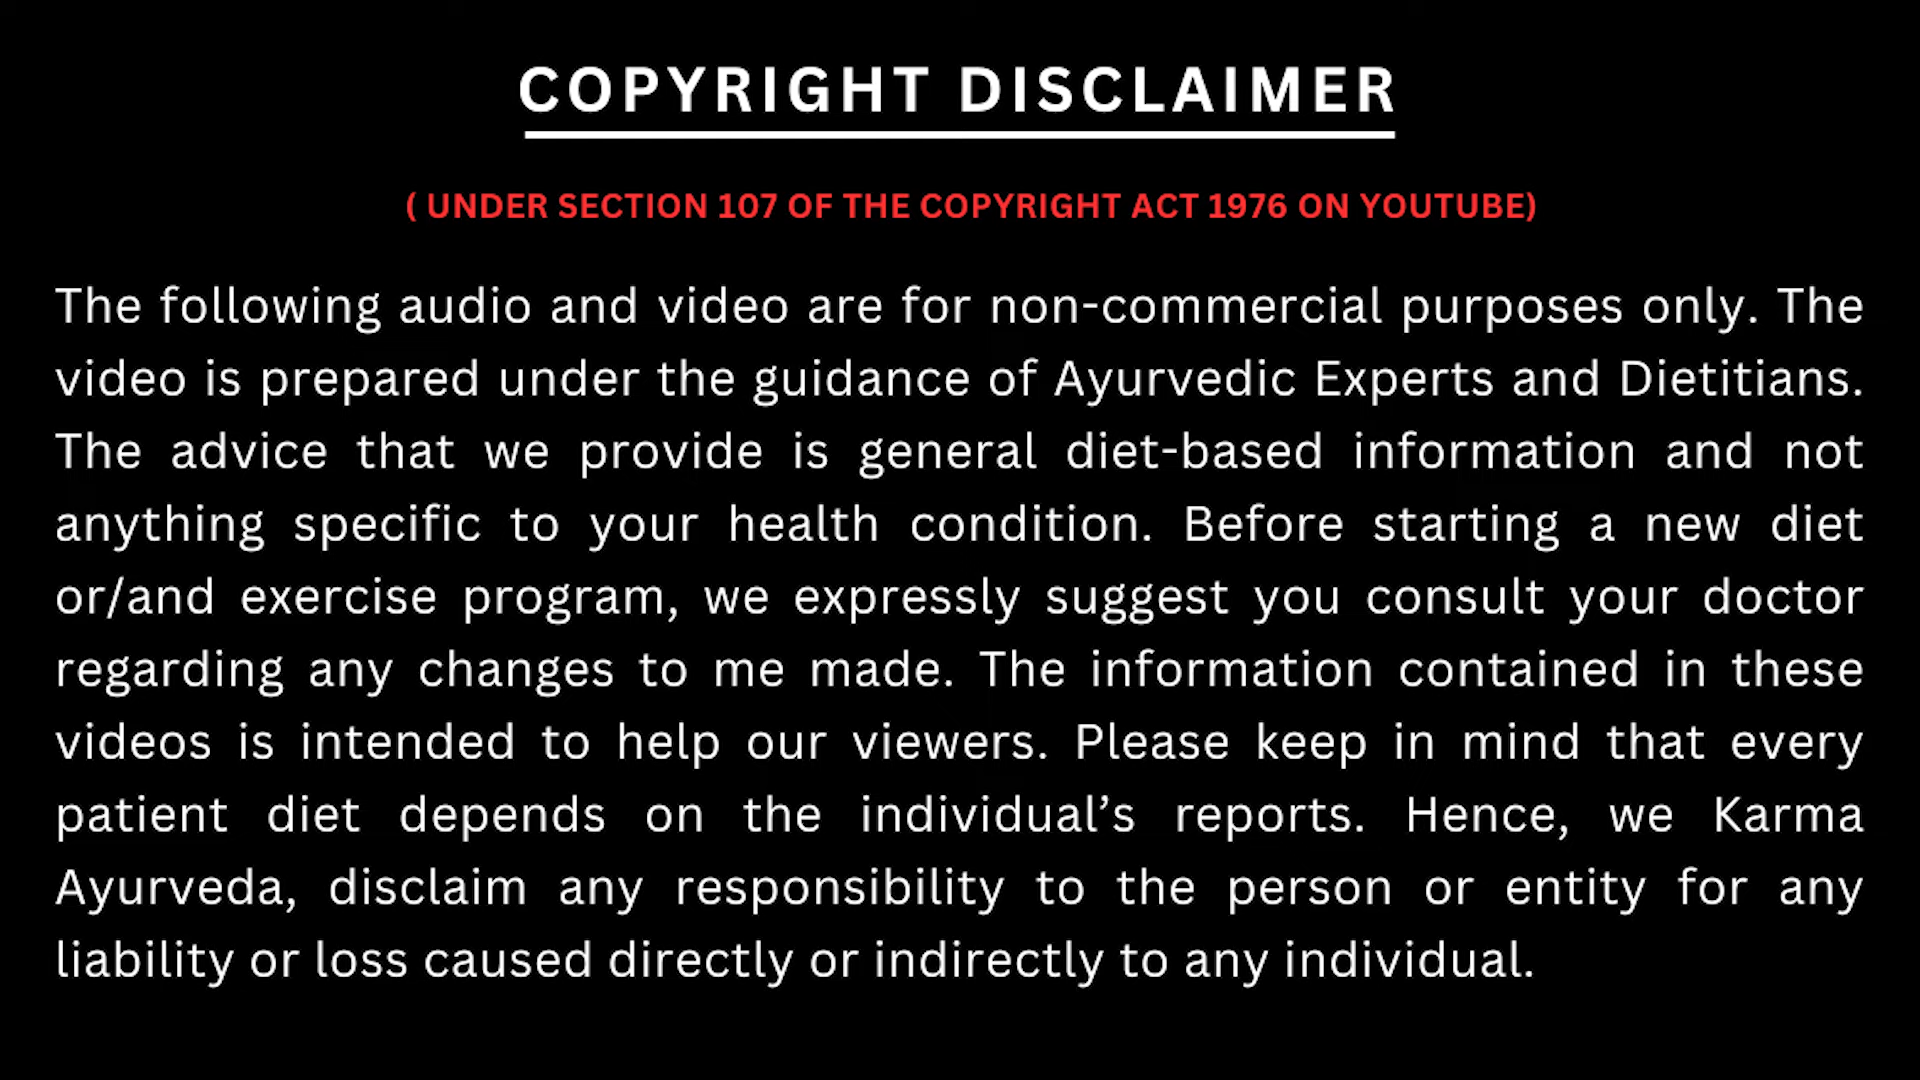 COPYRIGHT DISCLAIMER
( UNDER SECTION 107 OF THE COPYRIGHT ACT 1976 ON YOUTUBE)
The following audio and video are for non-commercial purposes only. The
video is prepared under the guidance of Ayurvedic Experts and Dietitians.
The advice that we provide is general diet-based information and not
anything specific to your health condition. Before starting a new diet
or/and exercise program, we expressly suggest you consult your doctor
regarding any changes to me made. The information contained in these
videos is intended to help our viewers. Please keep in mind that every
patient diet depends on the individual’s reports. Hence, we Karma
Ayurveda, disclaim any responsibility to the person or entity for any
liability or loss caused directly or indirectly to any individual.